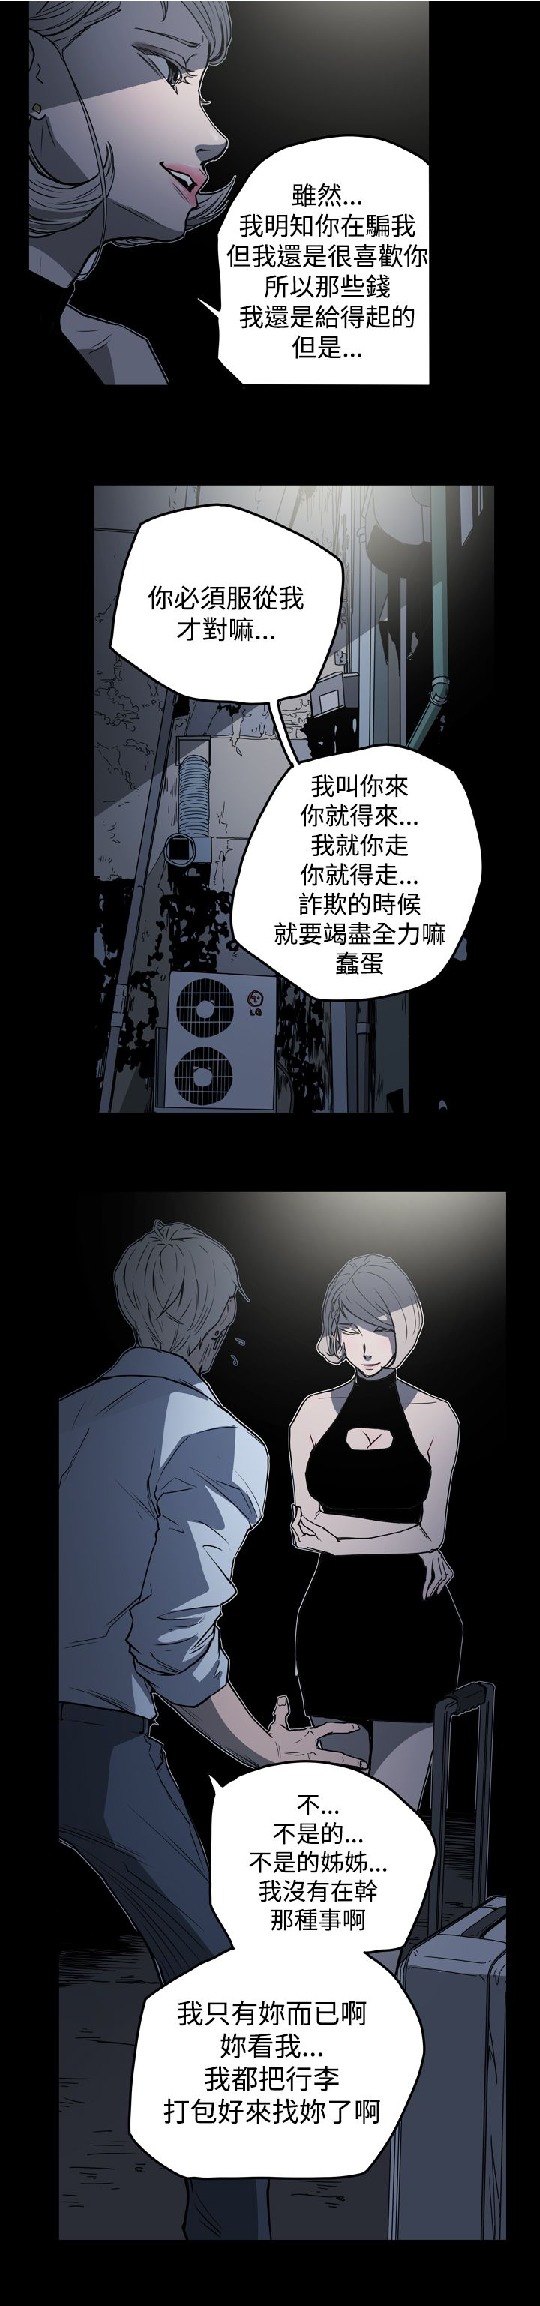 雖然...
我明知你在騙我
但我還是很喜歡你
所以那些錢
我還是給得起的
但是...
你必須服從我
才對嘛...
我叫你來
你就得來...
我就你走
你就得走...
詐欺的時候
就要竭盡全力嘛
蠢蛋
不...
不是的...
不是的姊姊...
我沒有在幹
那種事啊
我只有妳而已啊
妳看我...
我都把行李
打包好來找妳了啊